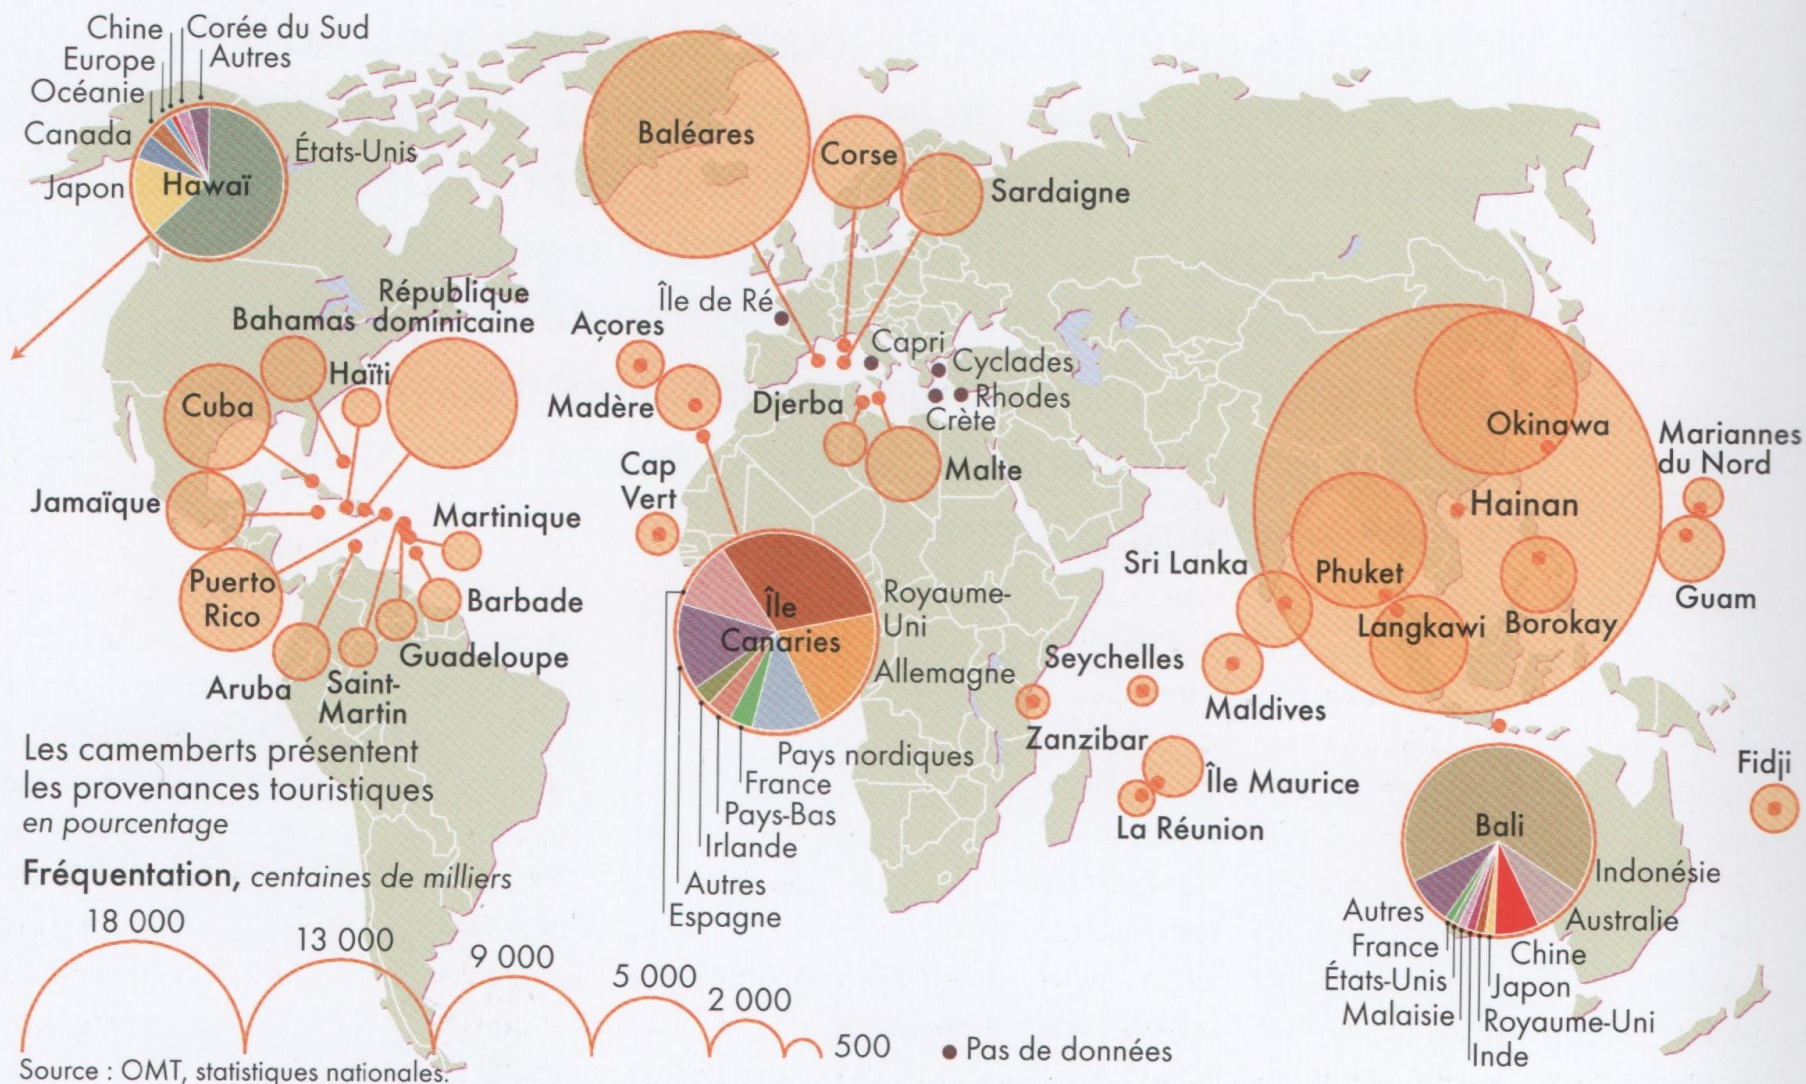 Chine
Corée du Sud
Europe
Autres
Océanie
Canada
États-Unis
Japon
Hawaï
Baléares
Corse
Sardaigne
République
Bahamas dominicaine
Haïti
Cuba
Jamaïque
Puerto
Rico
Martinique
Barbade
Guadeloupe
Aruba
Saint-
Martin
Île de Ré
Açores
Madère
Cap
Vert
Capri
Cyclades
Rhodes
Crète
Djerba
Malte
Île
Canaries
Royaume-
Uni
Allemagne
Pays nordiques
France
Pays-Bas
Irlande
Autres
Espagne
Okinawa
Mariannes
du Nord
Hainan
Guam
Sri Lanka
Phuket
Langkawi
Borokay
Seychelles
Maldives
Zanzibar
Île Maurice
La Réunion
Fidji
Bali
Indonésie
Australie
Chine
Japon
Royaume-Uni
Inde
Autres
France
États-Unis
Malaisie
Les camemberts présentent
les provenances touristiques
en pourcentage
Fréquentation, centaines de milliers
18 000
13 000
9 000
5 000
2 000
500
Pas de données
Source : OMT, statistiques nationales.